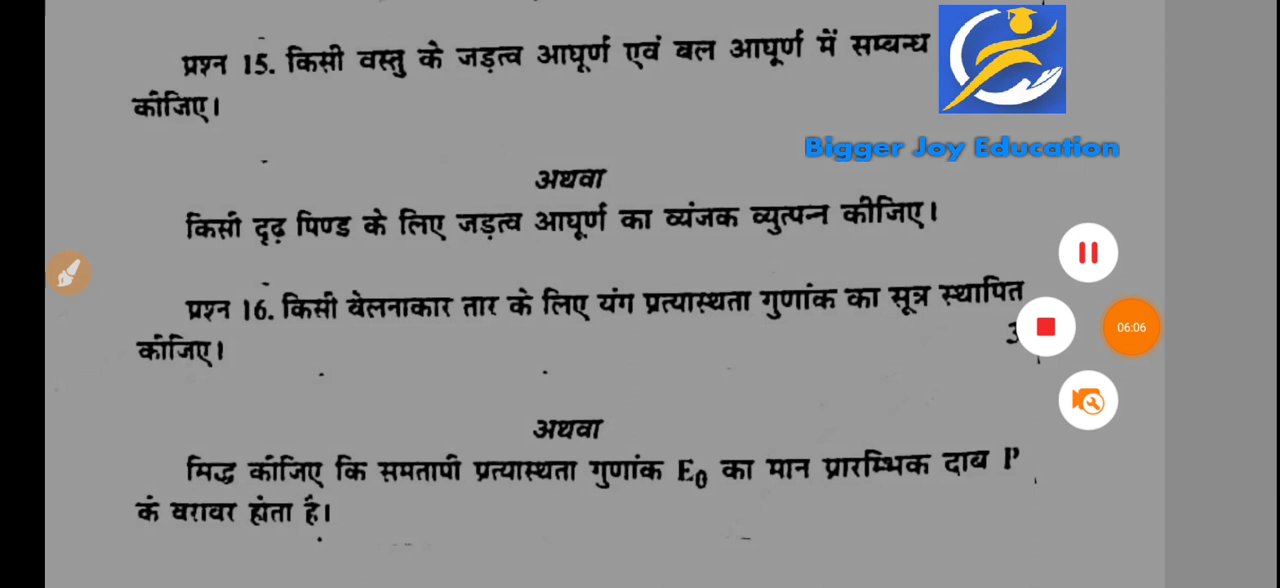 प्रश्न 15. किसी वस्तु के जड़त्व आघूर्ण एवं बल आघूर्ण में सम्बन्ध
कीजिए।
Bigger Joy Education
अथवा
किसी दृढ़ पिण्ड के लिए जड़त्व आघूर्ण का व्यंजक व्युत्पन्न कीजिए।
प्रश्न 16. किसी बेलनाकार तार के लिए यंग प्रत्यास्थता गुणांक का सूत्र स्थापित
06:06
कीजिए।
अथवा
सिद्ध कीजिए कि समतापी प्रत्यास्थता गुणांक E₀ का मान प्रारम्भिक दाब P
के बराबर होता है।